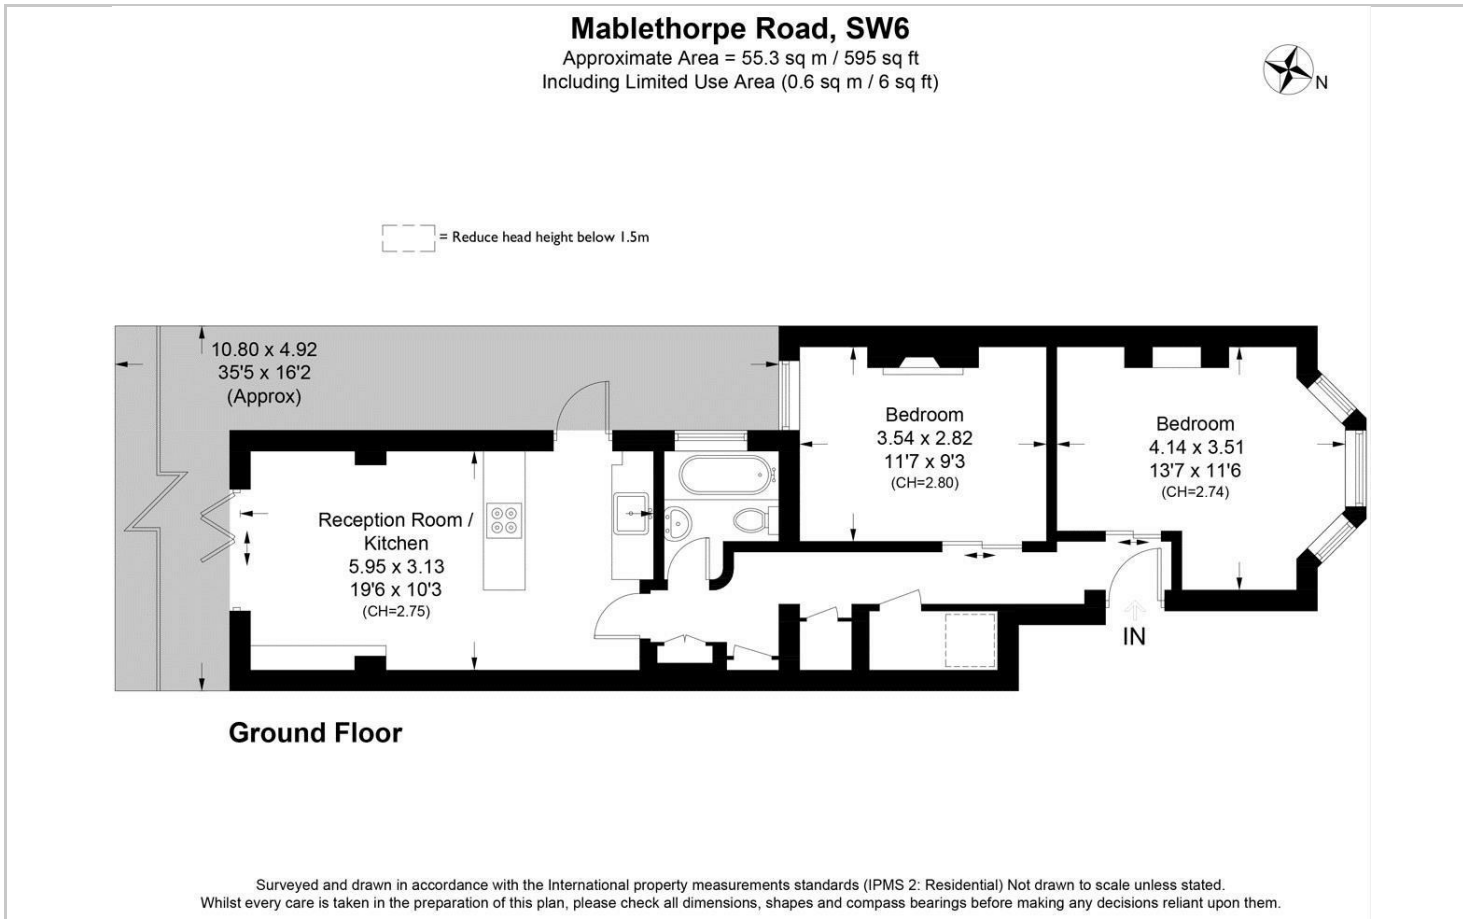 Mablethorpe Road, SW6
Approximate Area = 55.3 sq m / 595 sq ft
Including Limited Use Area (0.6 sq m / 6 sq ft)
N
= Reduce head height below 1.5m
10.80 x 4.92
35'5 x 16'2
(Approx)
Bedroom
3.54 x 2.82
11'7 x 9'3
(CH=2.80)
Bedroom
4.14 x 3.51
13'7 x 11'6
(CH=2.74)
Reception Room /
Kitchen
5.95 x 3.13
19'6 x 10'3
(CH=2.75)
IN
Ground Floor
Surveyed and drawn in accordance with the International property measurements standards (IPMS 2: Residential) Not drawn to scale unless stated.
Whilst every care is taken in the preparation of this plan, please check all dimensions, shapes and compass bearings before making any decisions reliant upon them.